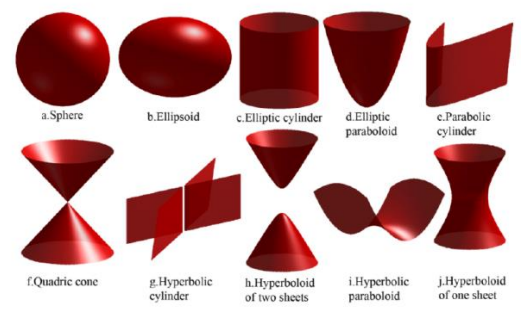 a.Sphere
b.Ellipsoid
c.Elliptic cylinder
d.Elliptic
paraboloid
e.Parabolic
cylinder
f.Quadric cone
g.Hyperbolic
cylinder
h.Hyperboloid
of two sheets
i.Hyperbolic
paraboloid
j.Hyperboloid
of one sheet